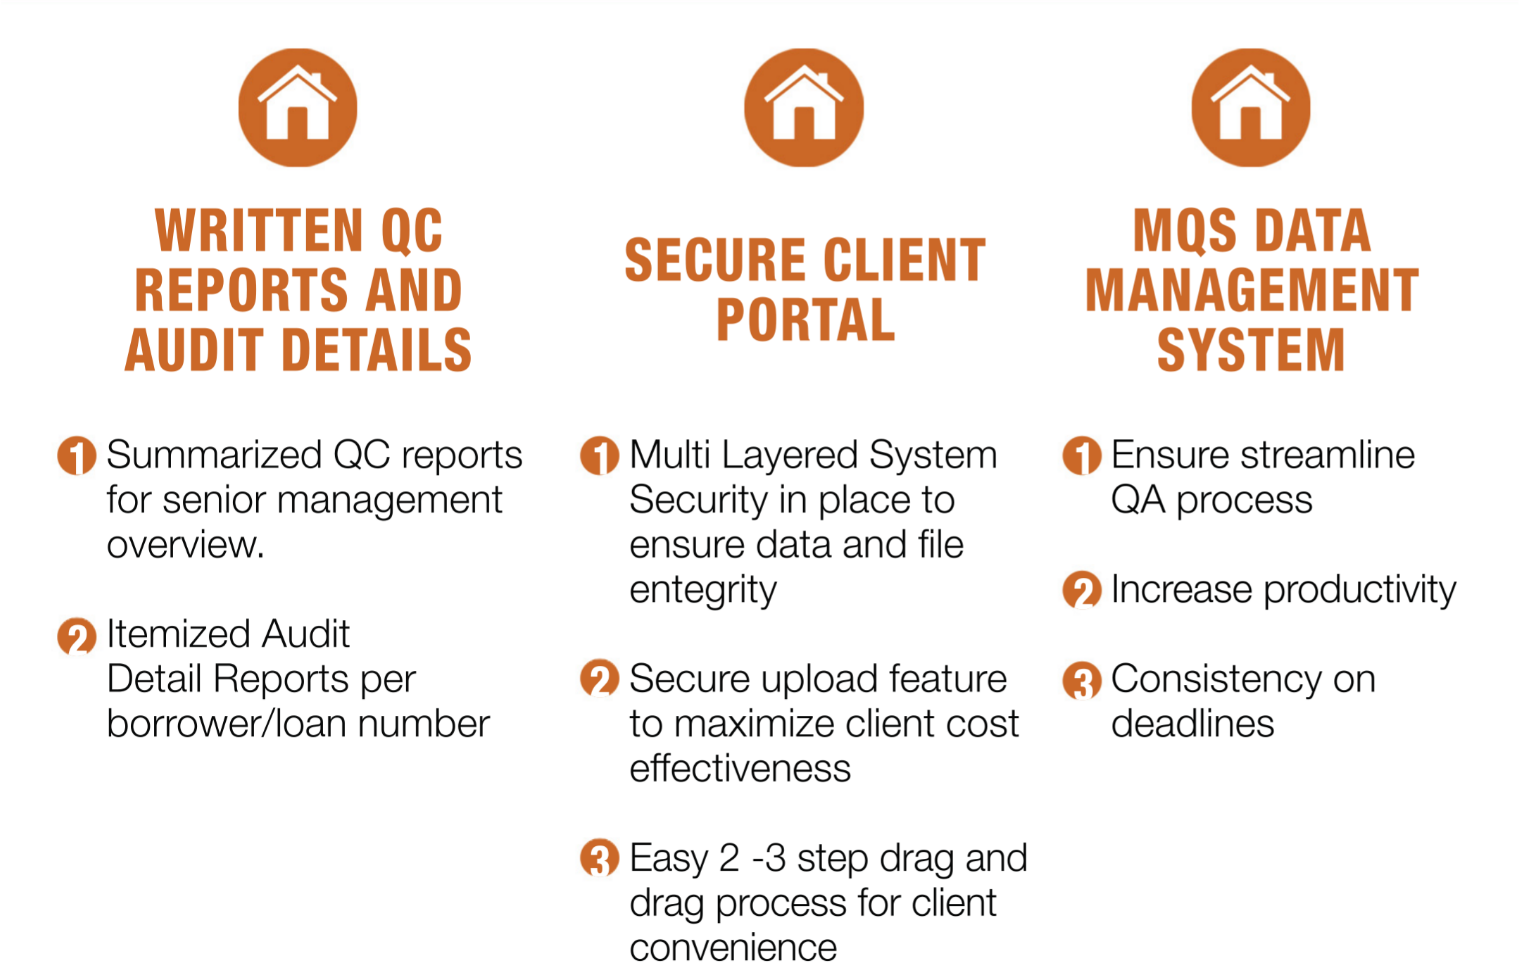 WRITTEN QC
REPORTS AND
AUDIT DETAILS
1 Summarized QC reports
for senior management
overview.
2 Itemized Audit
Detail Reports per
borrower/loan number
SECURE CLIENT
PORTAL
1 Multi Layered System
Security in place to
ensure data and file
entegrity
2 Secure upload feature
to maximize client cost
effectiveness
3 Easy 2 -3 step drag and
drag process for client
convenience
MQS DATA
MANAGEMENT
SYSTEM
1 Ensure streamline
QA process
2 Increase productivity
3 Consistency on
deadlines